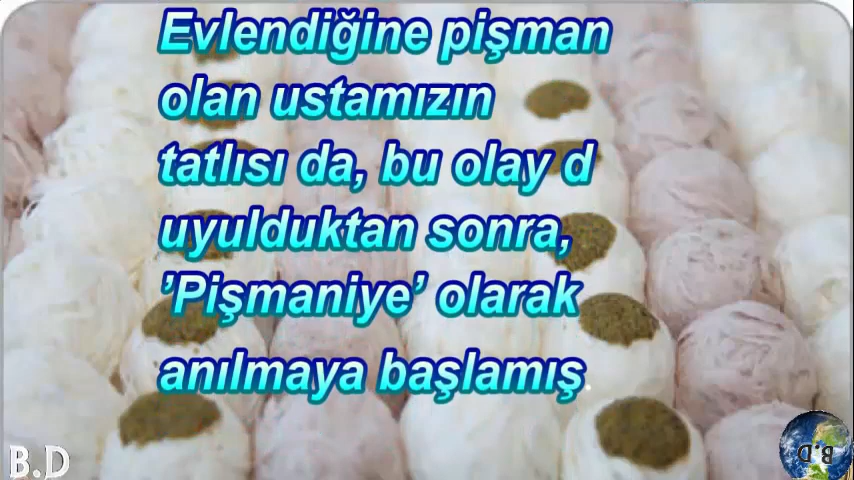 Evlendiğine pişman
olan ustamızın
tatlısı da, bu olay d
uyulduktan sonra,
’Pişmaniye’ olarak
anılmaya başlamış.
B.D
B.D